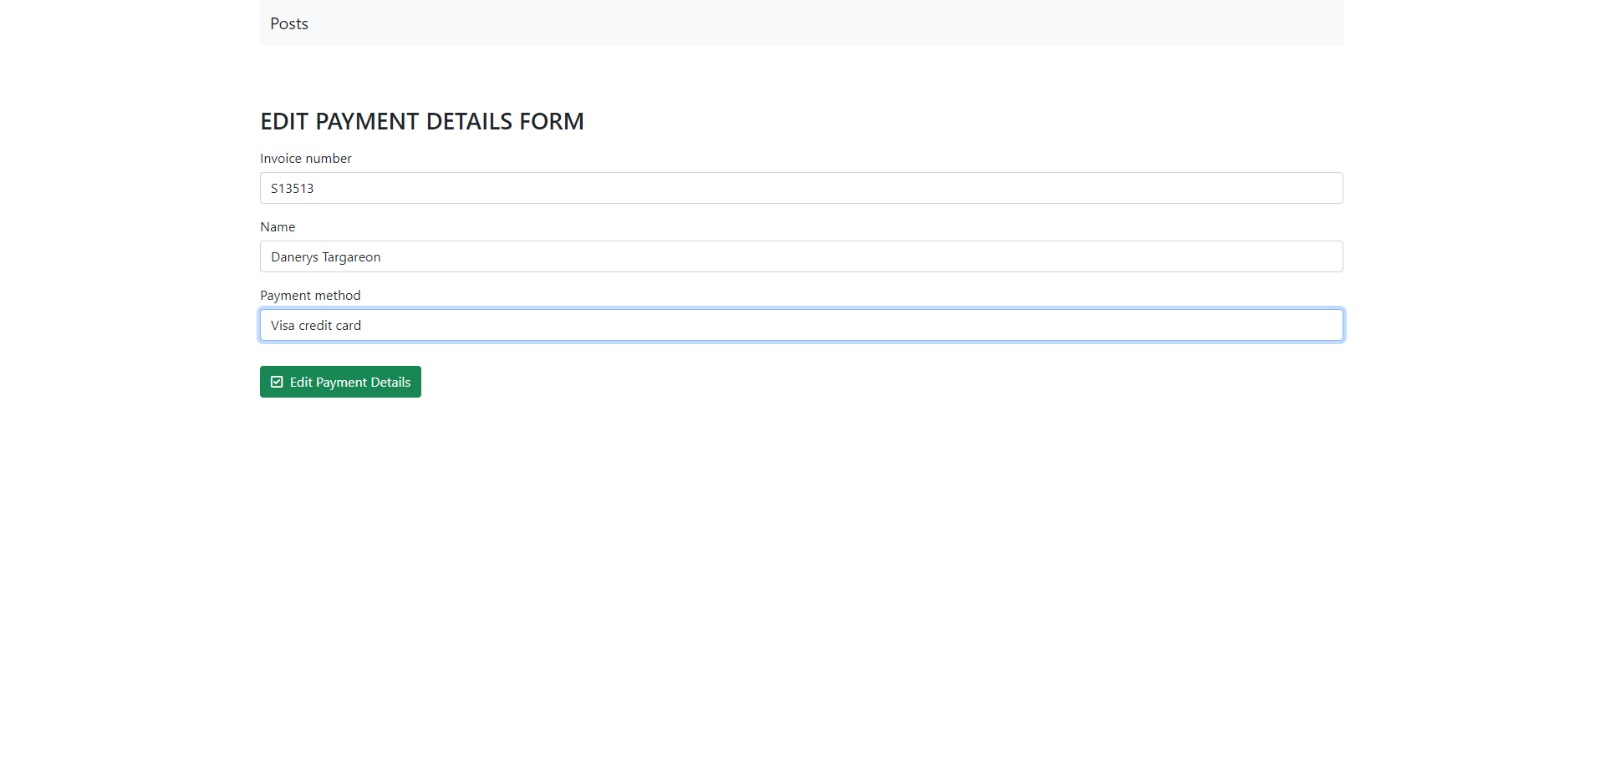 Posts
EDIT PAYMENT DETAILS FORM
Invoice number
S13513
Name
Danerys Targareon
Payment method
Visa credit card
Edit Payment Details